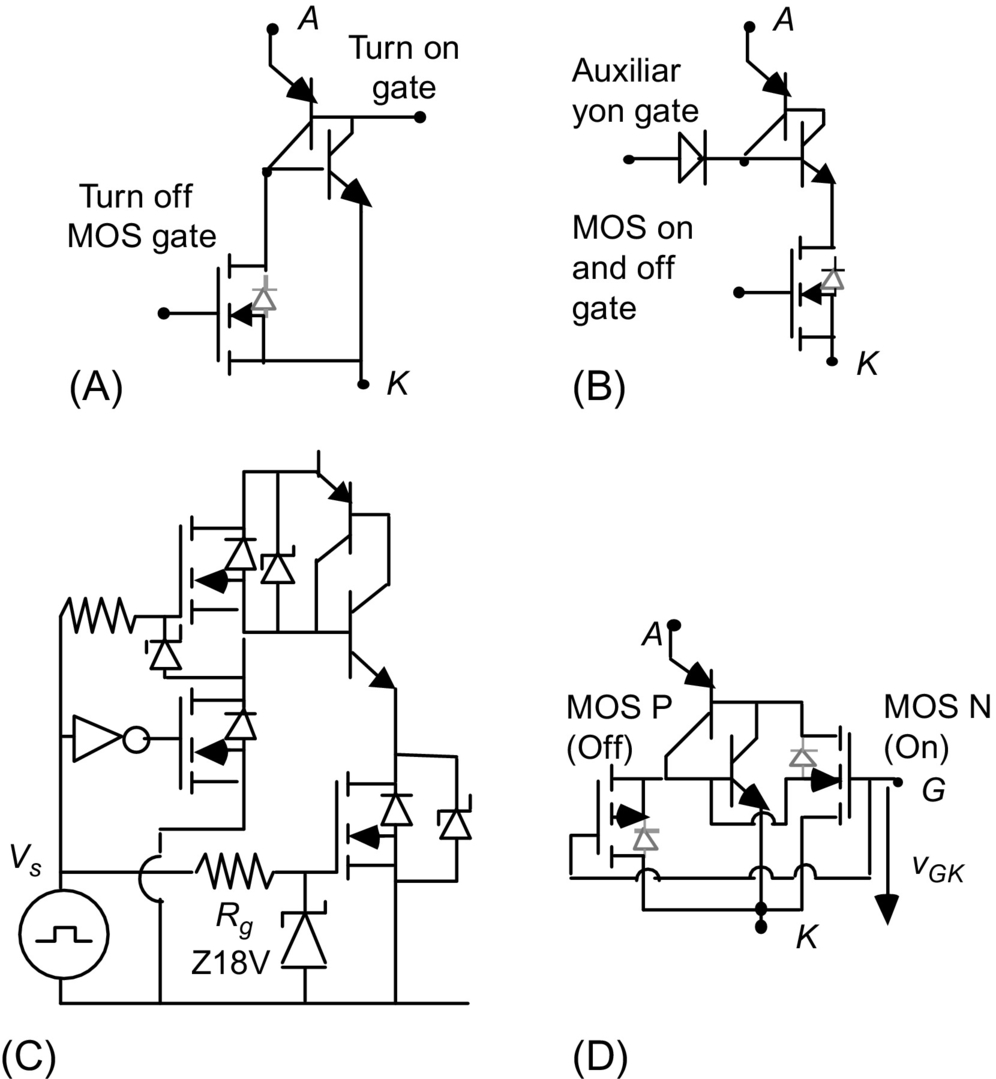 A
Turn on
gate
Turn off
MOS gate
K
(A)
A
Auxiliar
yon gate
MOS on
and off
gate
K
(B)
Vs
Rg
Z18V
(C)
A
MOS P
(Off)
MOS N
(On)
G
vGK
K
(D)